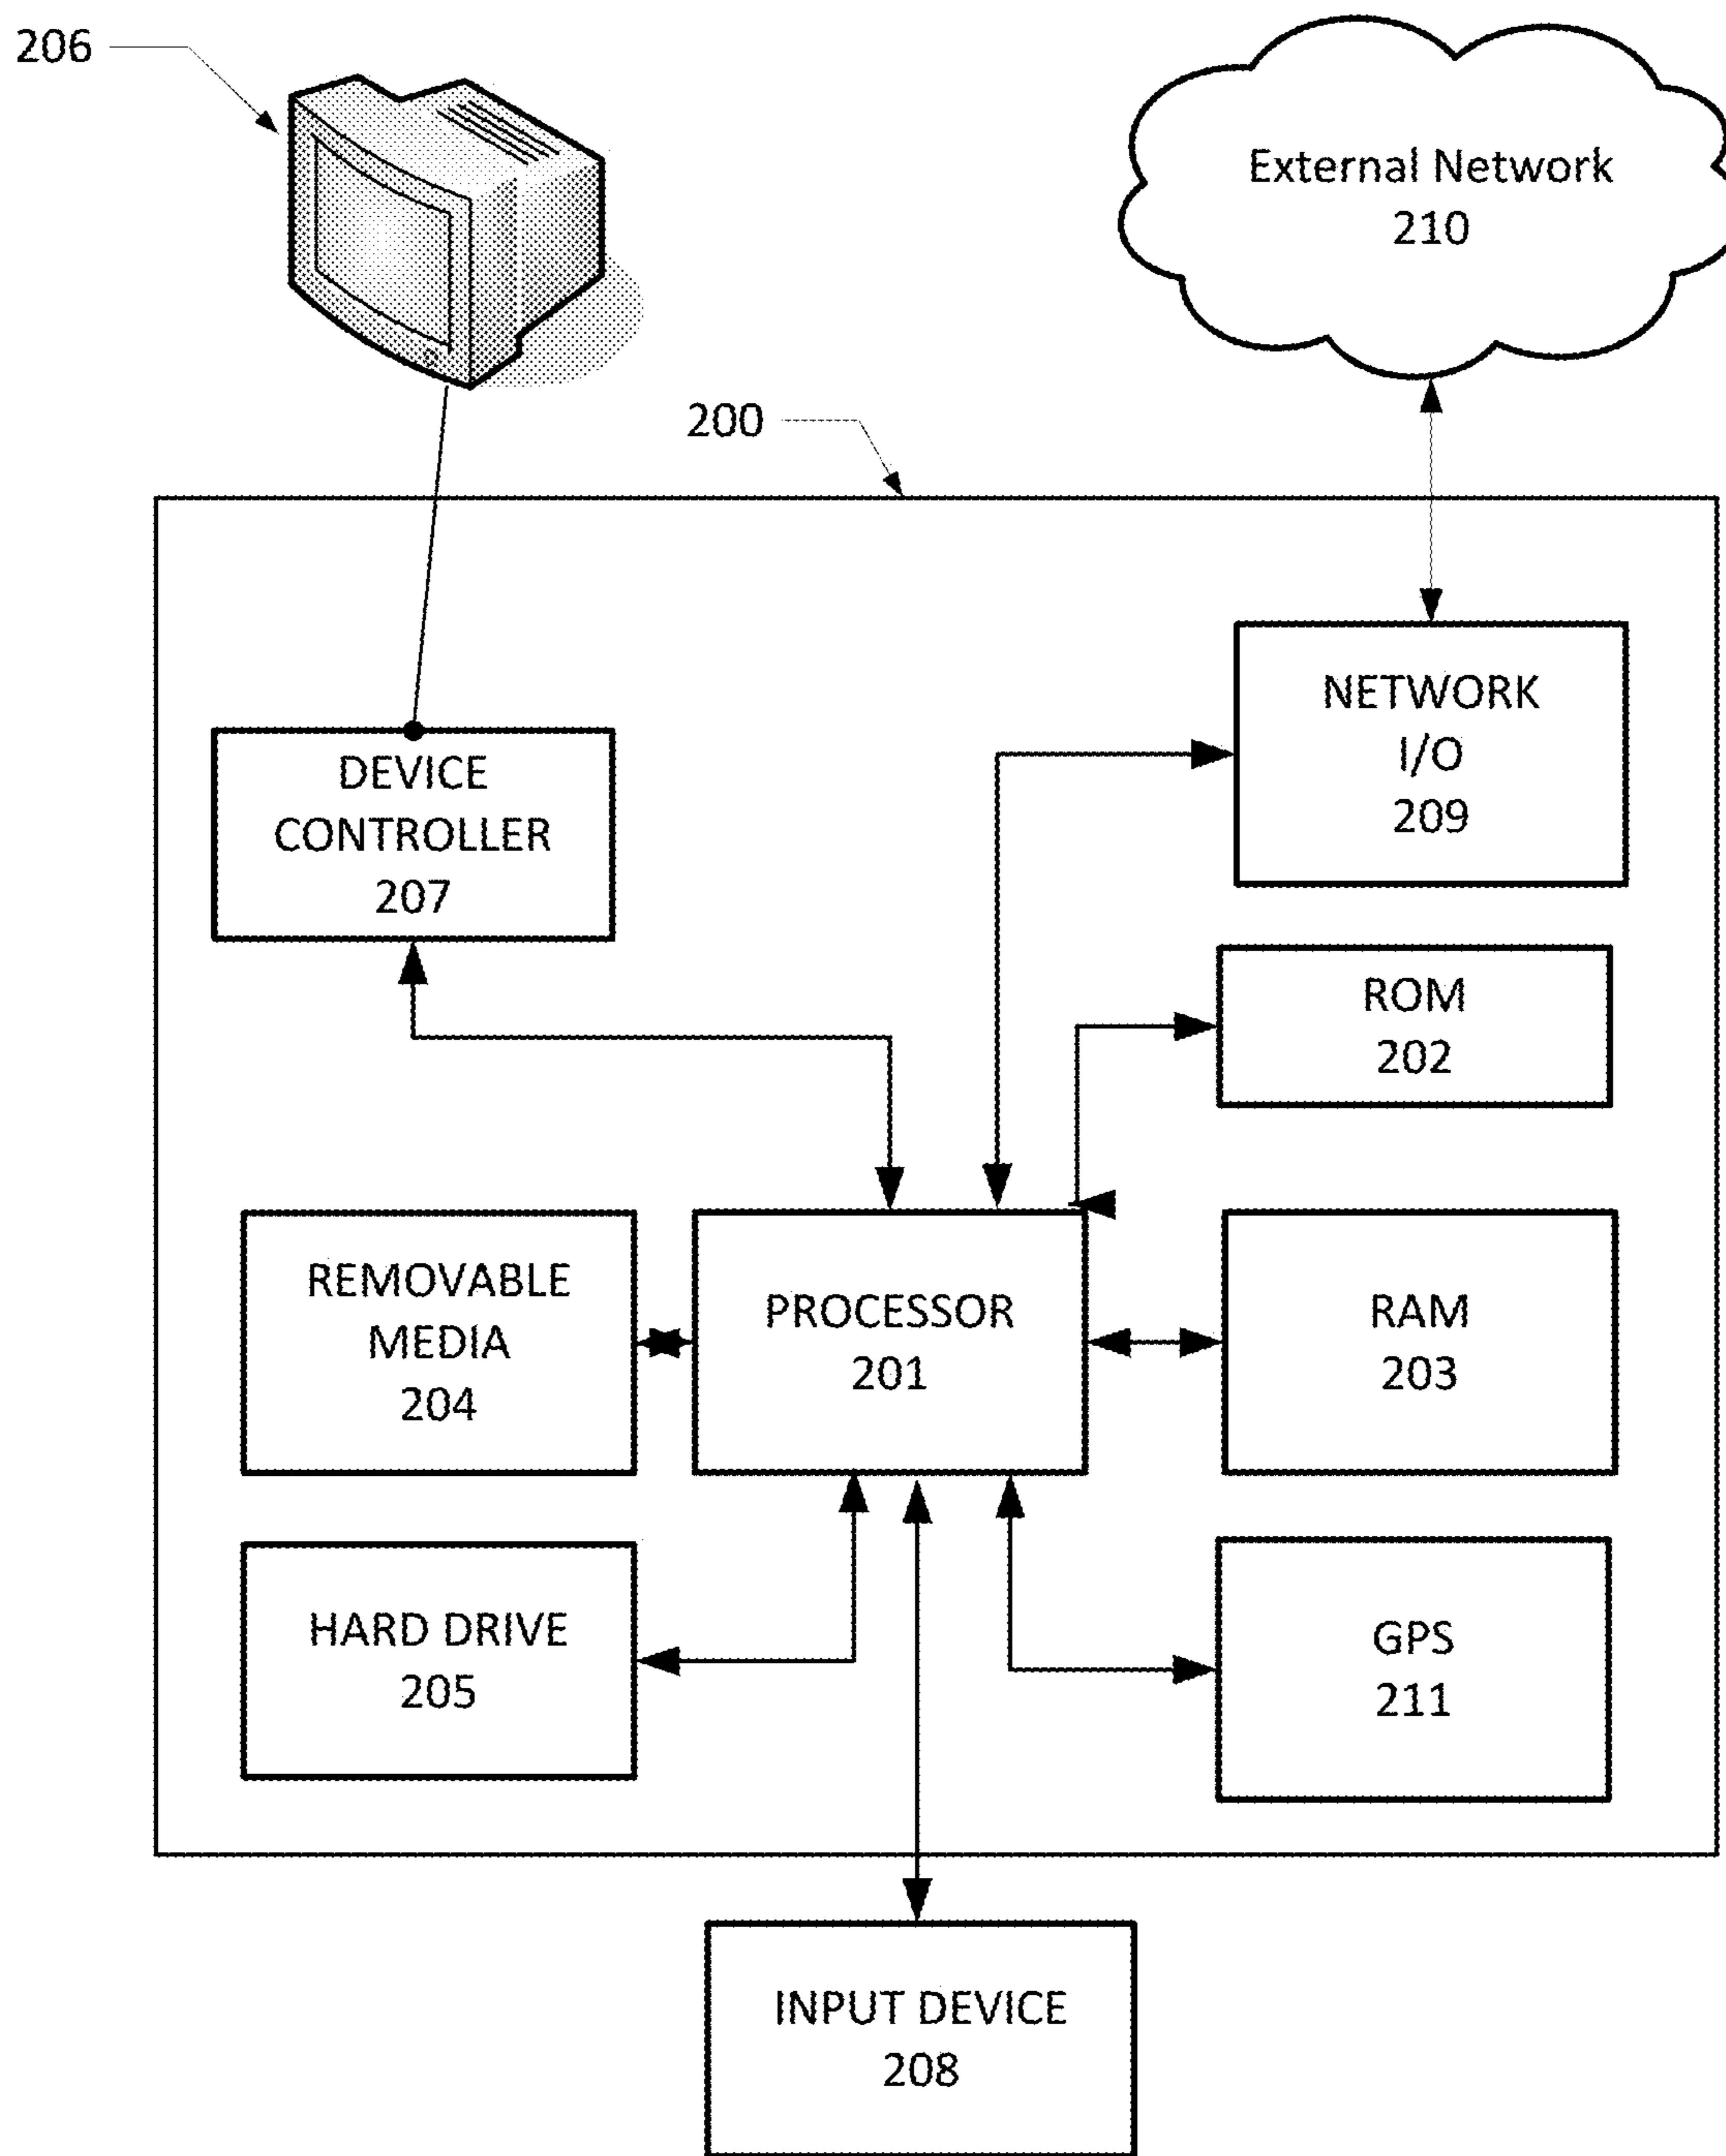 206
External Network
210
200
NETWORK
I/O
209
DEVICE
CONTROLLER
207
ROM
202
REMOVABLE
MEDIA
204
PROCESSOR
201
RAM
203
HARD DRIVE
205
GPS
211
INPUT DEVICE
208